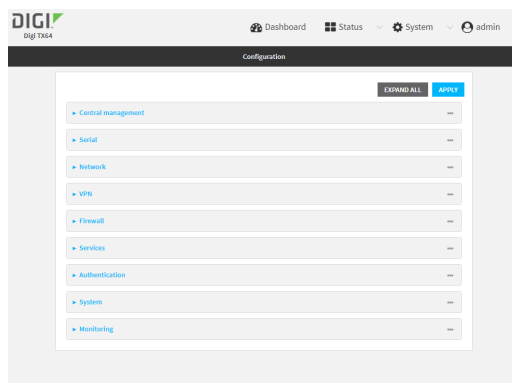 DIGI
Digi TX64
Dashboard
Status
System
admin
Configuration
EXPAND ALL
APPLY
Central management
Serial
Network
VPN
Firewall
Services
Authentication
System
Monitoring